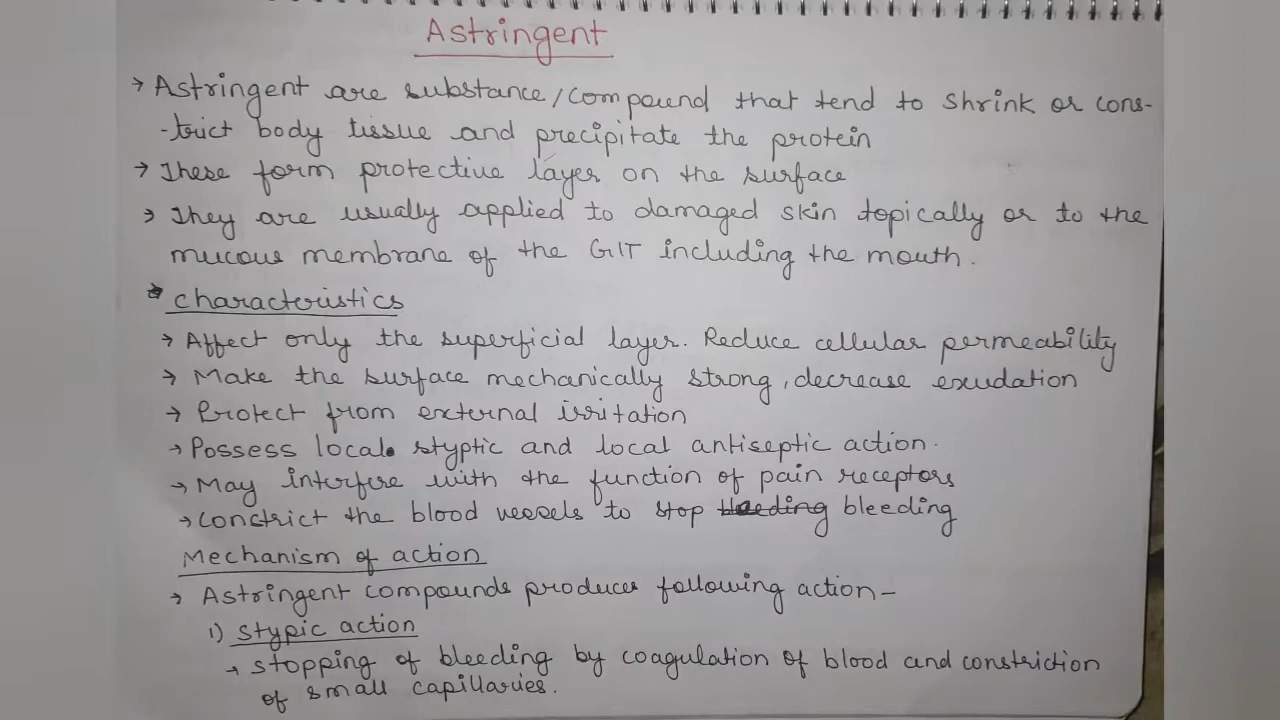 Astringent
→ Astringent are substance/compound that tend to shrink or cons-
-trict body tissue and precipitate the protein
→ These form protective layer on the surface
→ They are usually applied to damaged skin topically or to the
mucous membrane of the GIT including the mouth.
* characteristics
→ Affect only the superficial layer. Reduce cellular permeability
→ Make the surface mechanically strong, decrease exudation
→ Protect from external irritation
→ Possess local styptic and local antiseptic action.
→ May interfere with the function of pain receptors
→ Constrict the blood vessels to stop bleeding bleeding
Mechanism of action
→ Astringent compounds produces following action –
1) stypic action
→ stopping of bleeding by coagulation of blood and constriction
of small capillaries.